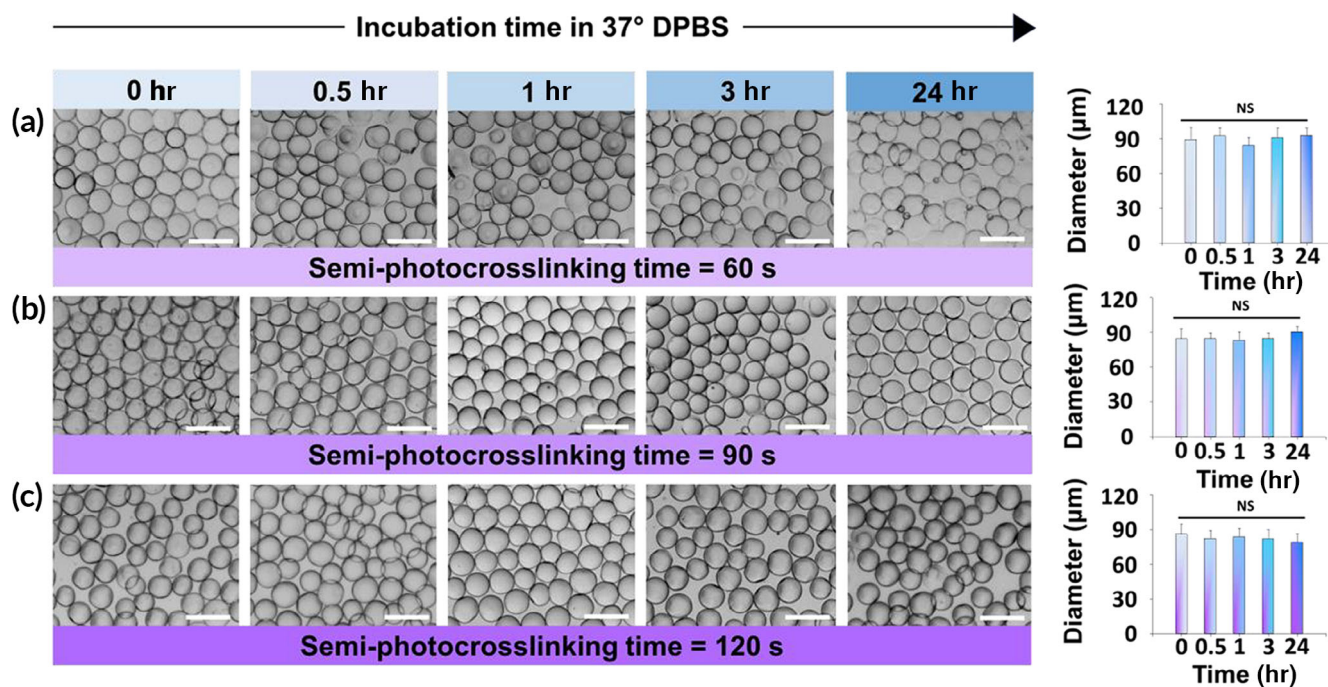 Incubation time in 37° DPBS
0 hr
0.5 hr
1 hr
3 hr
24 hr
(a)
Semi-photocrosslinking time = 60 s
Diameter (µm)
120
90
60
30
0
NS
0 0.5 1 3 24
Time (hr)
(b)
Semi-photocrosslinking time = 90 s
Diameter (µm)
120
90
60
30
0
NS
0 0.5 1 3 24
Time (hr)
(c)
Semi-photocrosslinking time = 120 s
Diameter (µm)
120
90
60
30
0
NS
0 0.5 1 3 24
Time (hr)